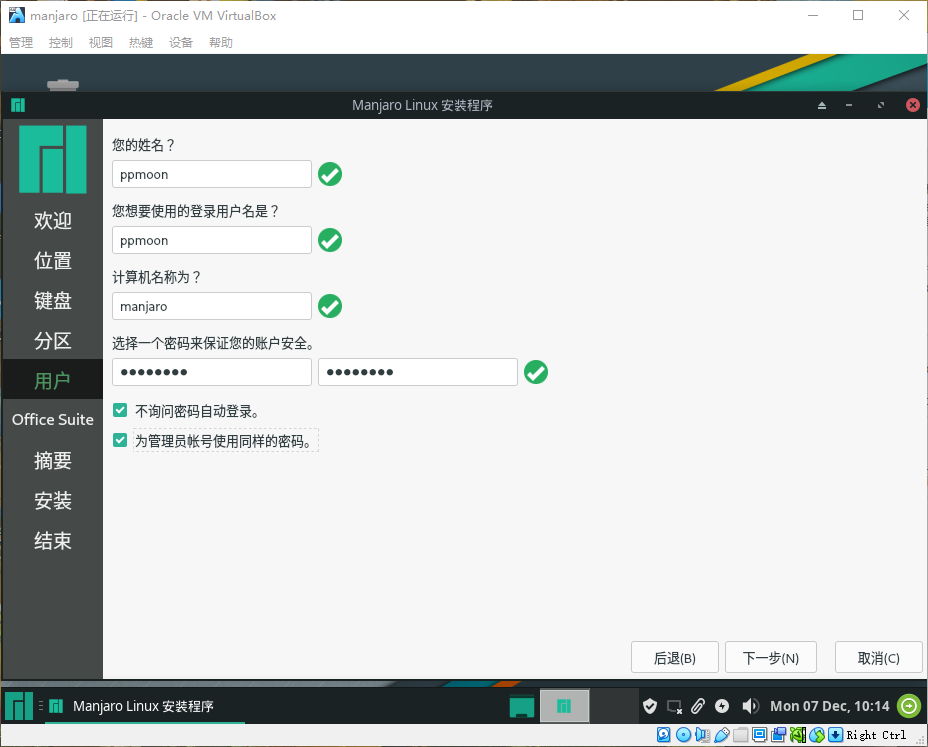 manjaro [正在运行] - Oracle VM VirtualBox
管理 控制 视图 热键 设备 帮助
Manjaro Linux 安装程序
欢迎
位置
键盘
分区
用户
Office Suite
摘要
安装
结束
您的姓名？
ppmoon
您想要使用的登录用户名是？
ppmoon
计算机名称为？
manjaro
选择一个密码来保证您的账户安全。
●●●●●●●● ●●●●●●●●
不询问密码自动登录。
为管理员帐号使用同样的密码。
后退(B) 下一步(N) 取消(C)
Manjaro Linux 安装程序 Mon 07 Dec, 10:14
Right Ctrl